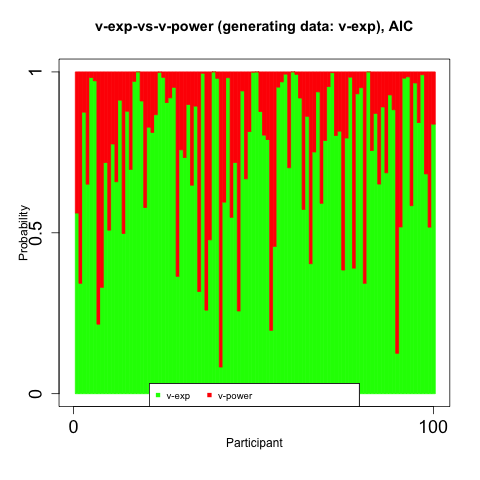 v-exp-vs-v-power (generating data: v-exp), AIC
1
0.5
0
Probability
v-exp v-power
0 100
Participant